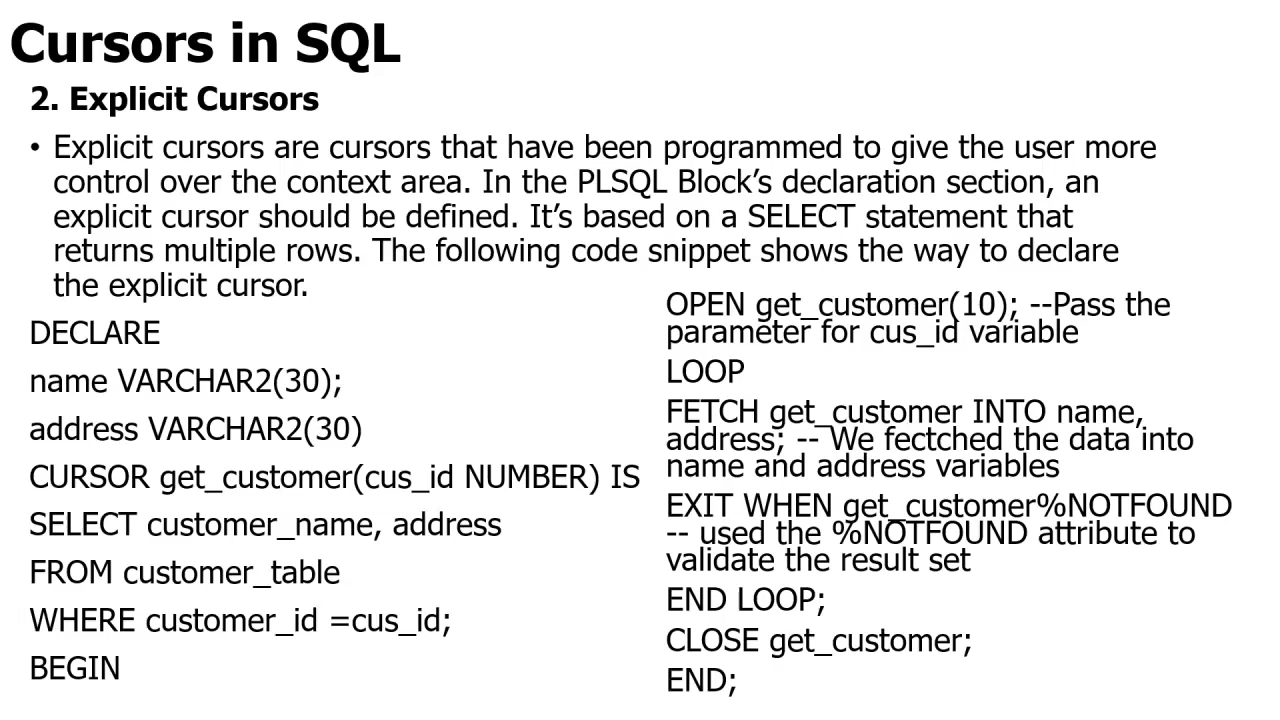 Cursors in SQL
2. Explicit Cursors
• Explicit cursors are cursors that have been programmed to give the user more
control over the context area. In the PLSQL Block’s declaration section, an
explicit cursor should be defined. It’s based on a SELECT statement that
returns multiple rows. The following code snippet shows the way to declare
the explicit cursor.
DECLARE
name VARCHAR2(30);
address VARCHAR2(30)
CURSOR get_customer(cus_id NUMBER) IS
SELECT customer_name, address
FROM customer_table
WHERE customer_id =cus_id;
BEGIN
OPEN get_customer(10); --Pass the
parameter for cus_id variable
LOOP
FETCH get_customer INTO name,
address; -- We fectched the data into
name and address variables
EXIT WHEN get_customer%NOTFOUND
-- used the %NOTFOUND attribute to
validate the result set
END LOOP;
CLOSE get_customer;
END;